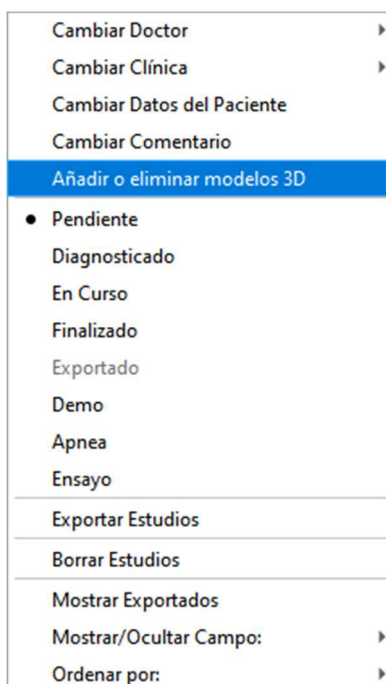 Cambiar Doctor
Cambiar Clínica
Cambiar Datos del Paciente
Cambiar Comentario
Añadir o eliminar modelos 3D
Pendiente
Diagnosticado
En Curso
Finalizado
Exportado
Demo
Apnea
Ensayo
Exportar Estudios
Borrar Estudios
Mostrar Exportados
Mostrar/Ocultar Campo:
Ordenar por: